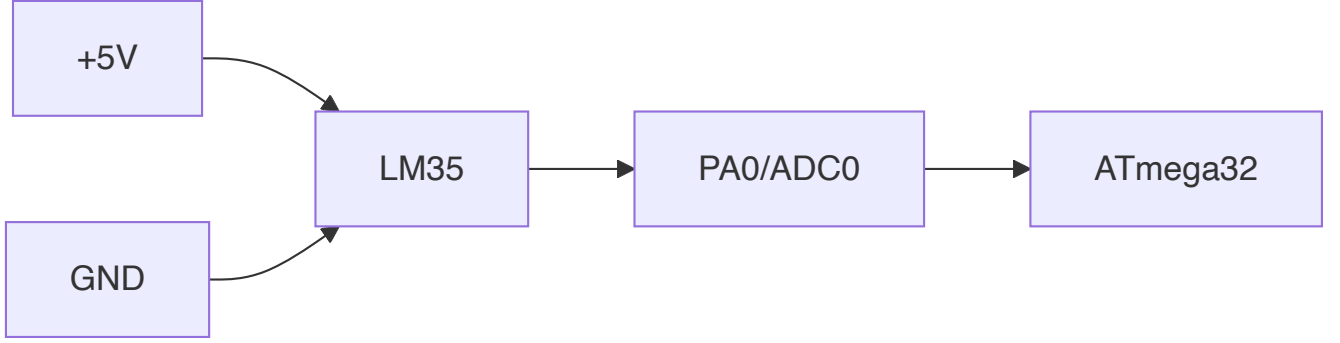 +5V
GND
LM35
PA0/ADC0
ATmega32